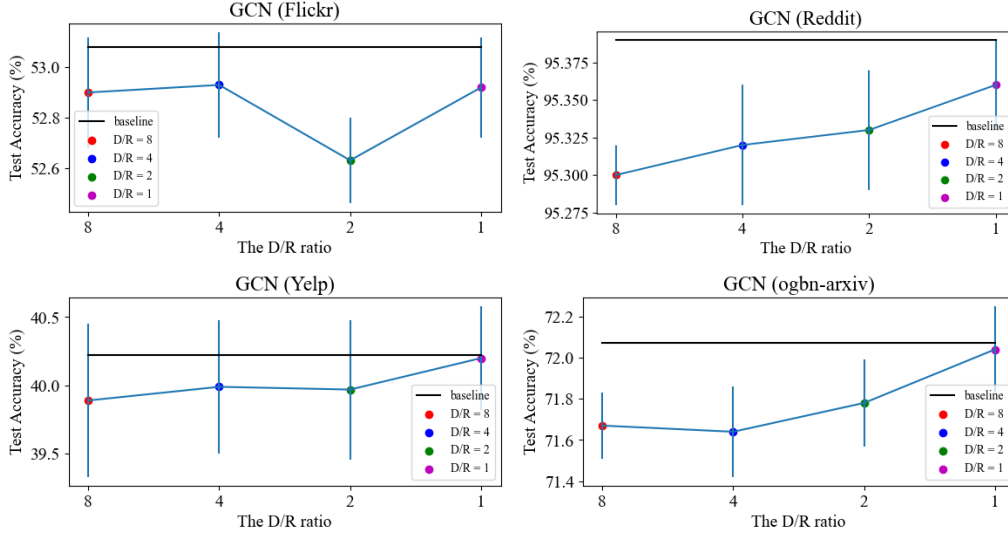 GCN (Flickr)
Test Accuracy (%)
53.0
52.8
52.6
baseline
D/R = 8
D/R = 4
D/R = 2
D/R = 1
8
4
2
1
The D/R ratio
GCN (Reddit)
Test Accuracy (%)
95.375
95.350
95.325
95.300
95.275
baseline
D/R = 8
D/R = 4
D/R = 2
D/R = 1
8
4
2
1
The D/R ratio
GCN (Yelp)
Test Accuracy (%)
40.5
40.0
39.5
baseline
D/R = 8
D/R = 4
D/R = 2
D/R = 1
8
4
2
1
The D/R ratio
GCN (ogbn-arxiv)
Test Accuracy (%)
72.2
72.0
71.8
71.6
71.4
baseline
D/R = 8
D/R = 4
D/R = 2
D/R = 1
8
4
2
1
The D/R ratio